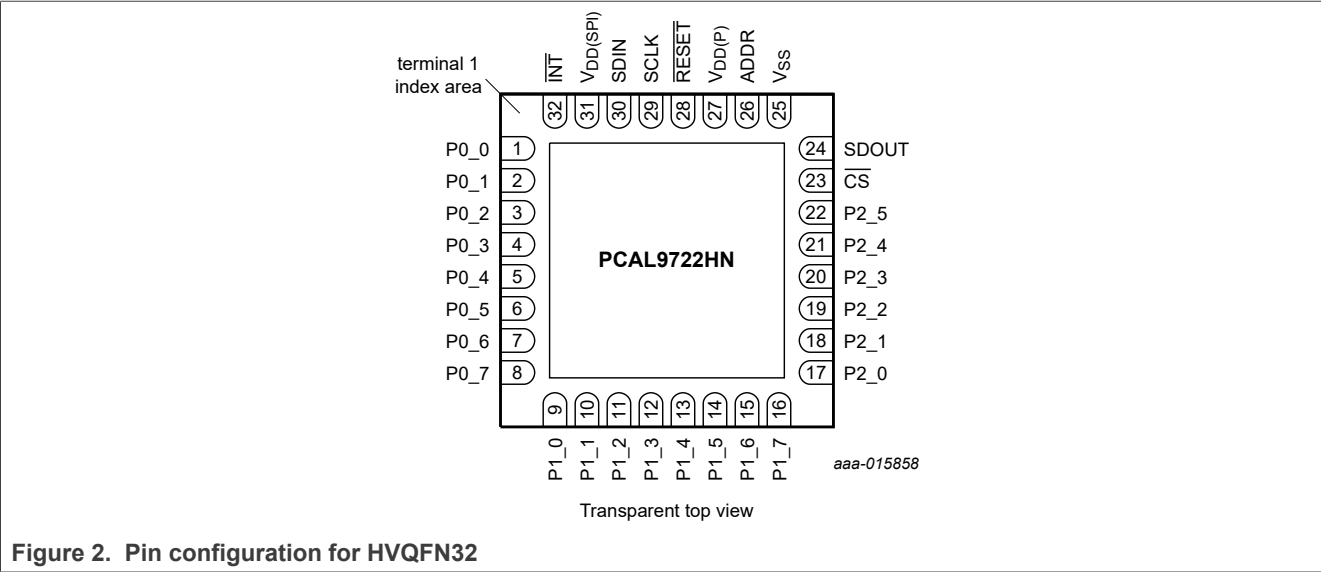 terminal 1
index area
INT
VDD(SPI)
SDIN
SCLK
RESET
VDD(P)
ADDR
VSS
32
31
30
29
28
27
26
25
P0_0 1
P0_1 2
P0_2 3
P0_3 4
P0_4 5
P0_5 6
P0_6 7
P0_7 8
PCAL9722HN
24 SDOUT
23 CS
22 P2_5
21 P2_4
20 P2_3
19 P2_2
18 P2_1
17 P2_0
9
10
11
12
13
14
15
16
P1_0
P1_1
P1_2
P1_3
P1_4
P1_5
P1_6
P1_7
aaa-015858
Transparent top view
Figure 2. Pin configuration for HVQFN32